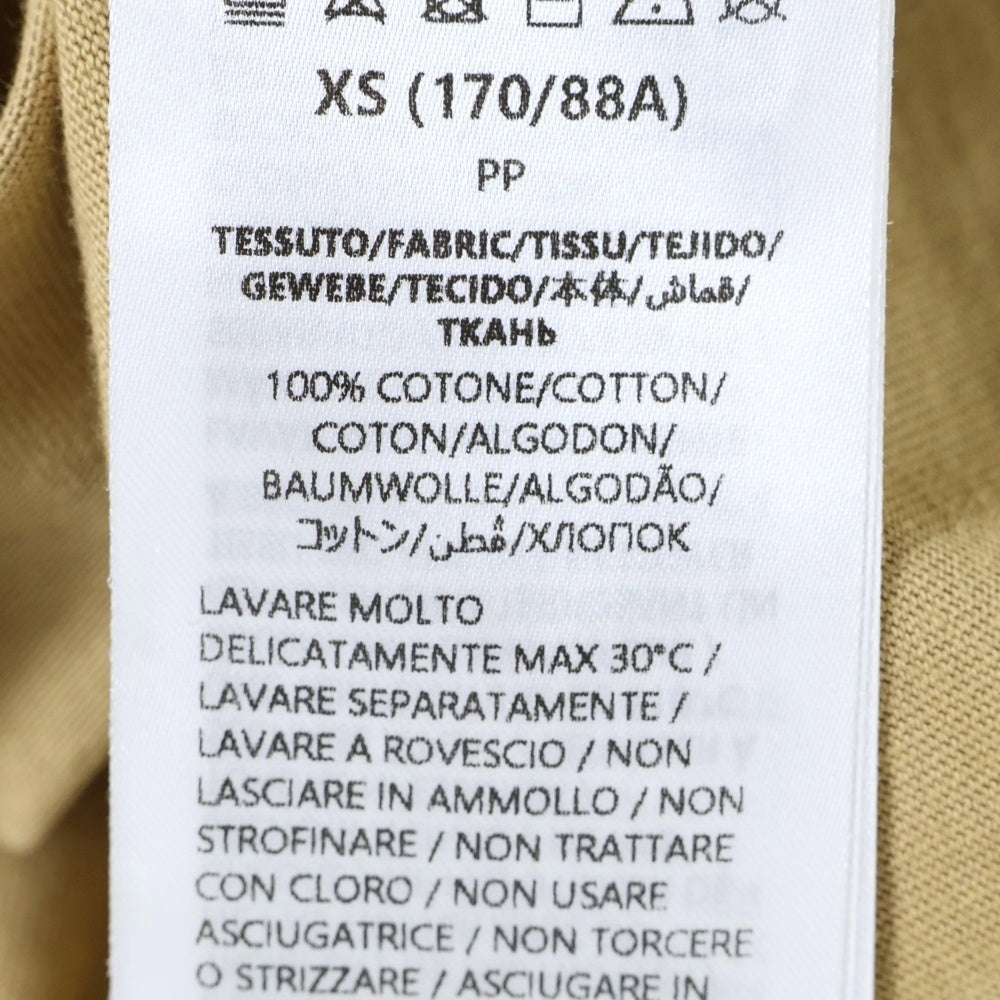 XS (170/88A)
PP
TESSUTO/FABRIC/TISSU/TEJIDO/
GEWEBE/TECIDO/本体/قماش/
ТКАНЬ
100% COTONE/COTTON/
COTON/ALGODON/
BAUMWOLLE/ALGODÃO/
コットン/قُطن/ХЛОПОК
LAVARE MOLTO
DELICATAMENTE MAX 30°C /
LAVARE SEPARATAMENTE /
LAVARE A ROVESCIO / NON
LASCIARE IN AMMOLLO / NON
STROFINARE / NON TRATTARE
CON CLORO / NON USARE
ASCIUGATRICE / NON TORCERE
O STRIZZARE / ASCIUGARE IN